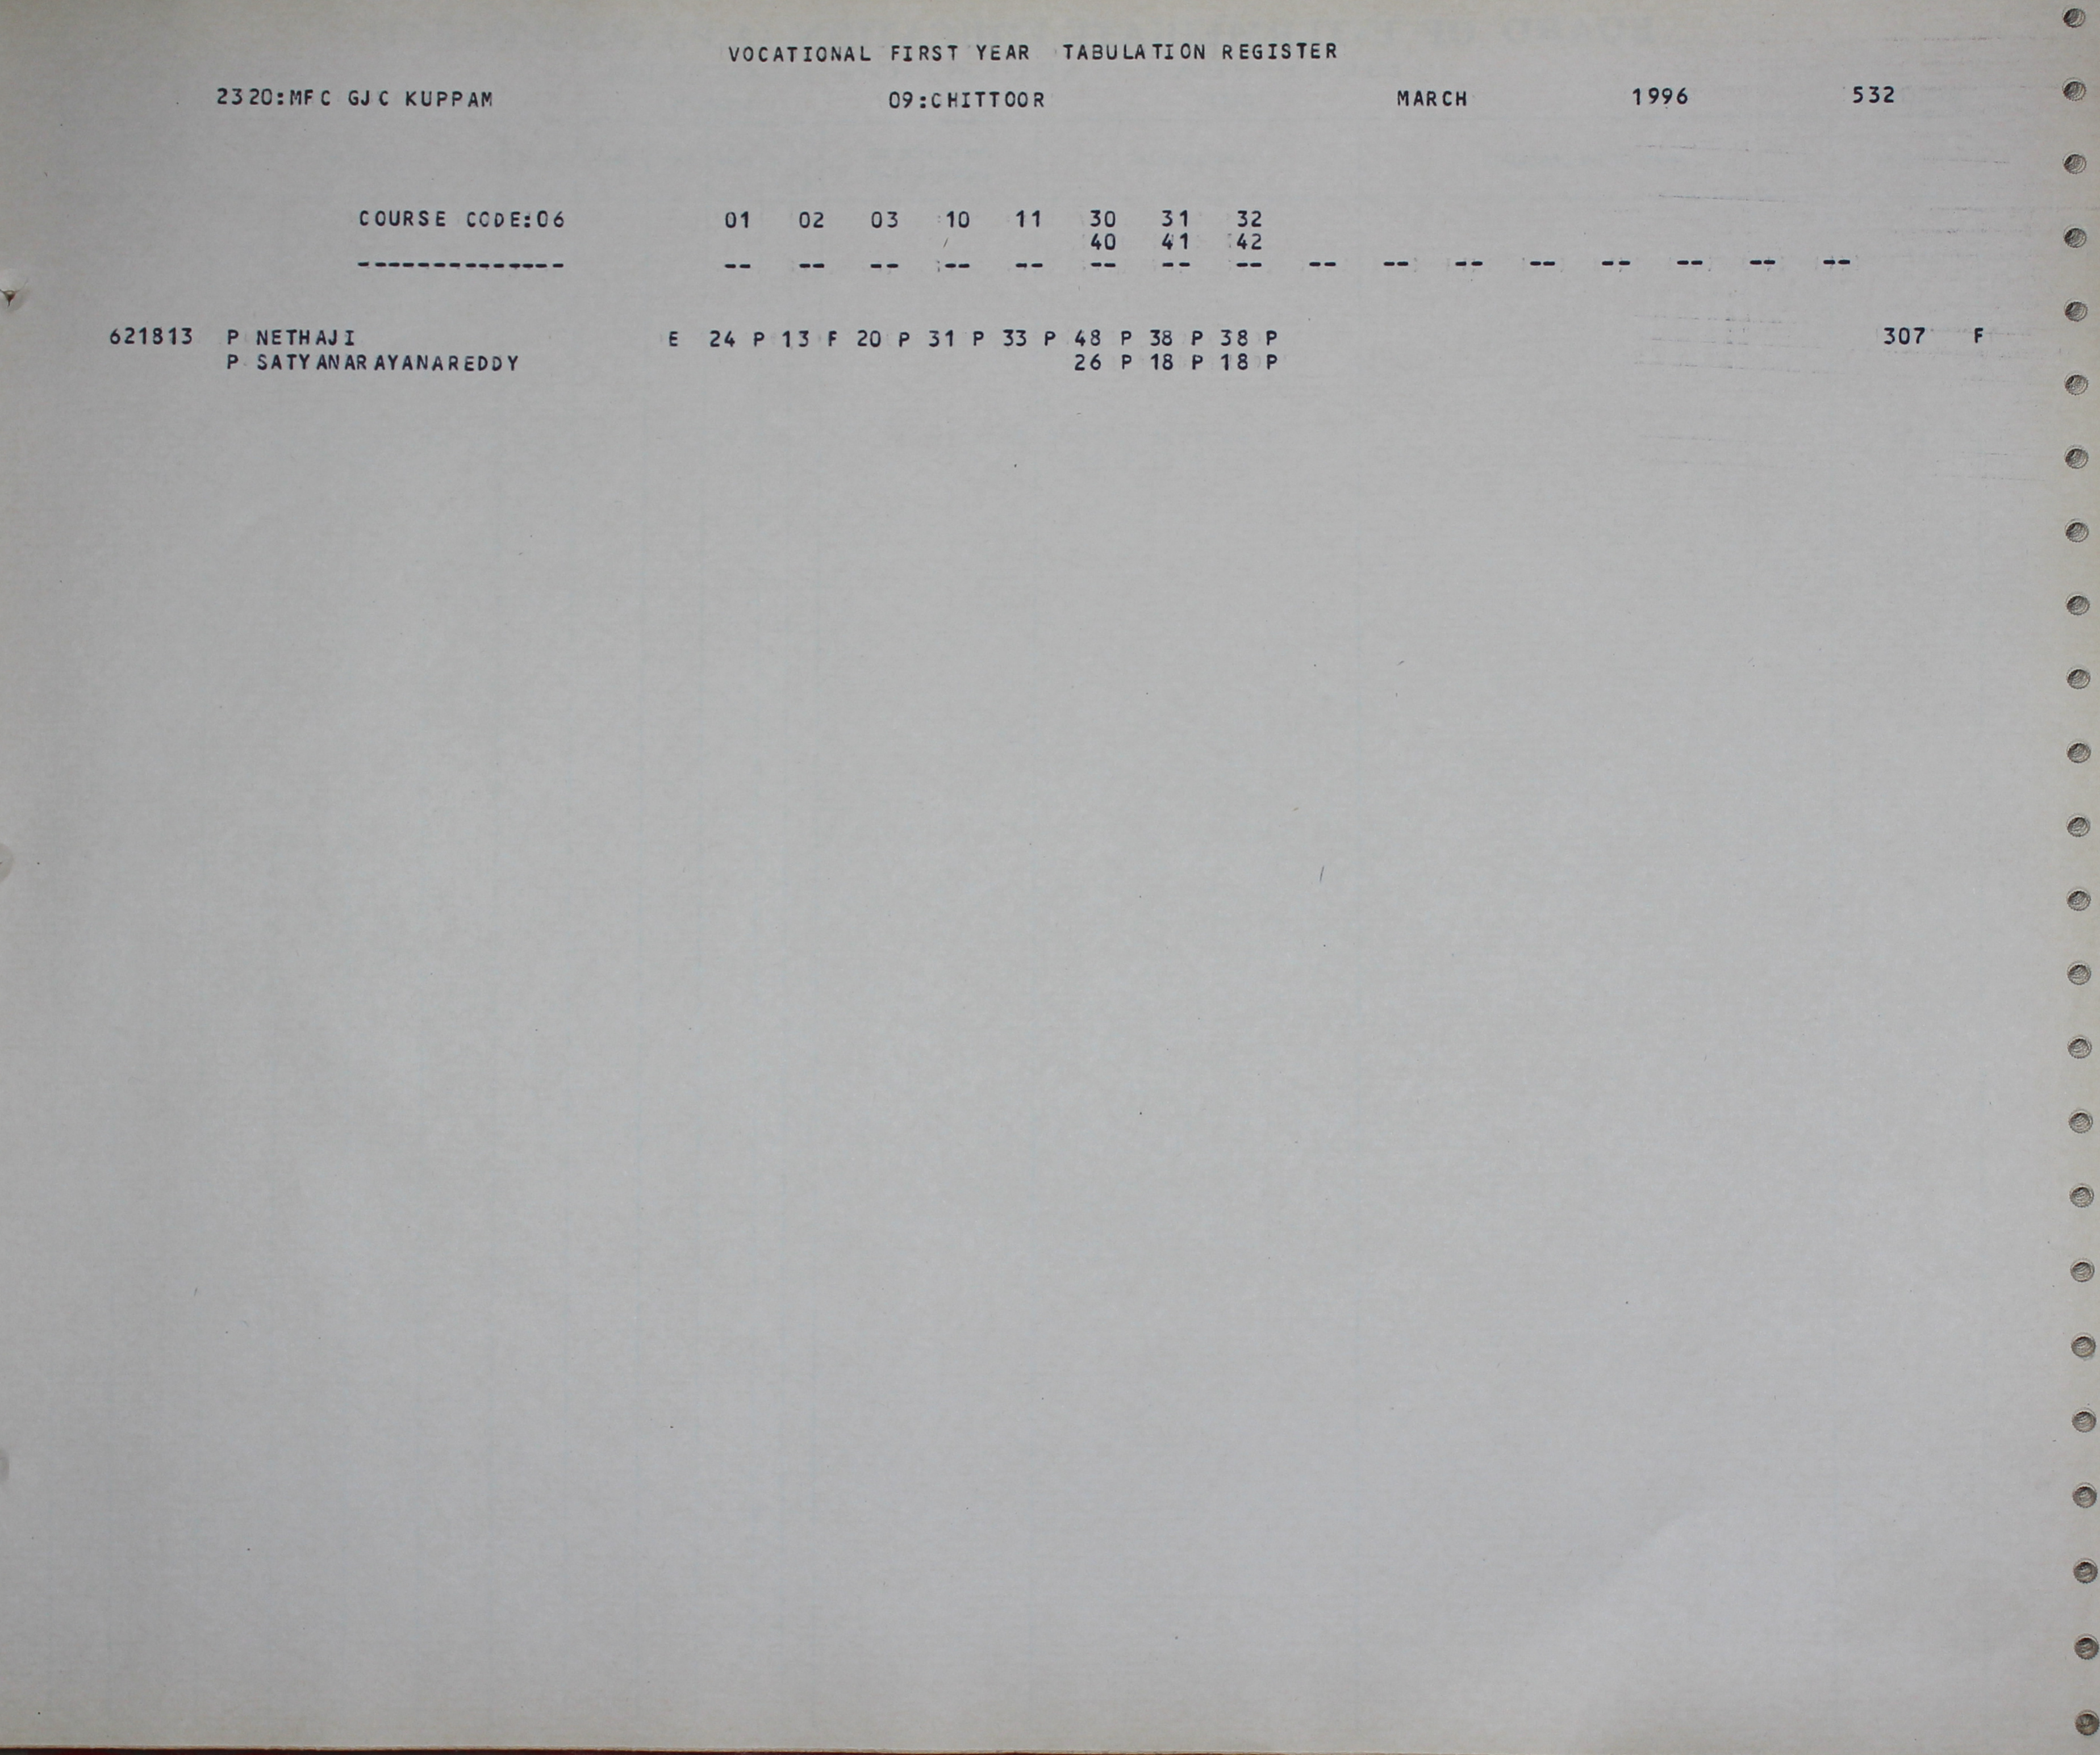 VOCATIONAL FIRST YEAR TABULATION REGISTER
2320:MFC GJC KUPPAM 09:CHITTOOR MARCH 1996 532
COURSE CODE:06 01 02 03 10 11 30 31 32
40 41 42
-------------- -- -- -- -- -- -- -- -- -- -- -- -- -- -- -- --
621813 P NETHAJI E 24 P 13 F 20 P 31 P 33 P 48 P 38 P 38 P 307 F
P SATYANARAYANAREDDY 26 P 18 P 18 P